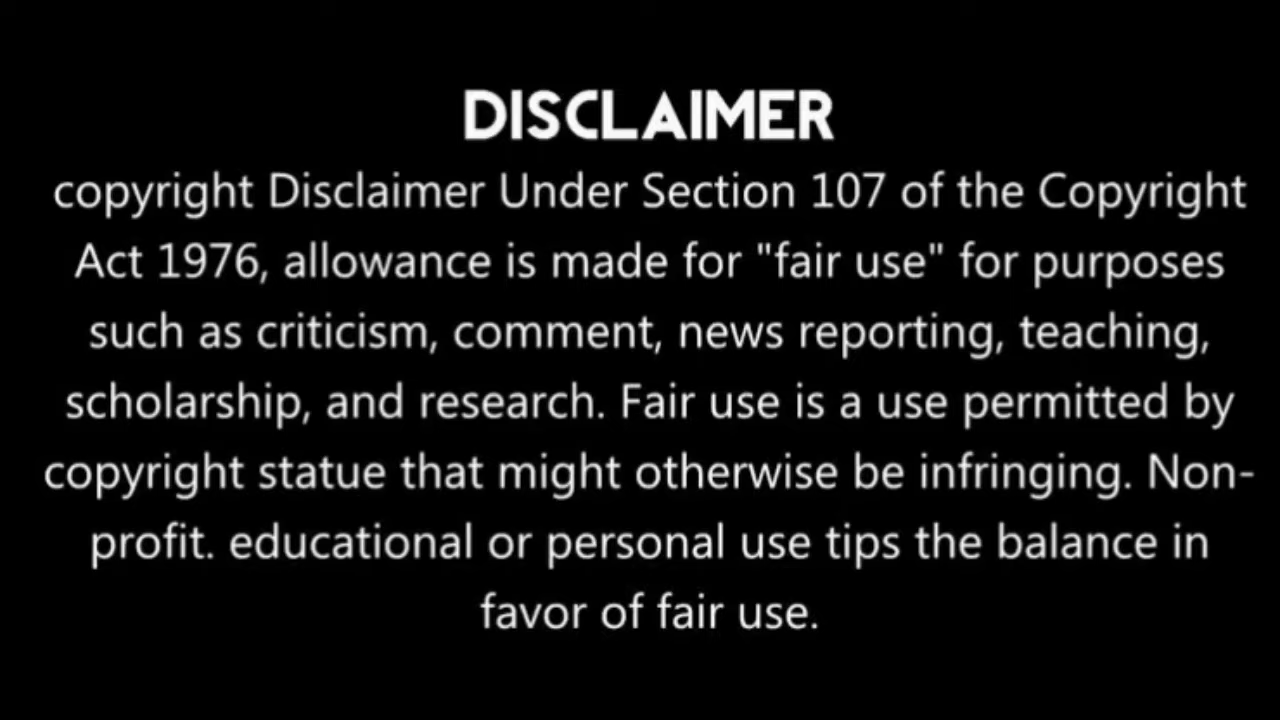 DISCLAIMER
copyright Disclaimer Under Section 107 of the Copyright
Act 1976, allowance is made for "fair use" for purposes
such as criticism, comment, news reporting, teaching,
scholarship, and research. Fair use is a use permitted by
copyright statue that might otherwise be infringing. Non-
profit. educational or personal use tips the balance in
favor of fair use.